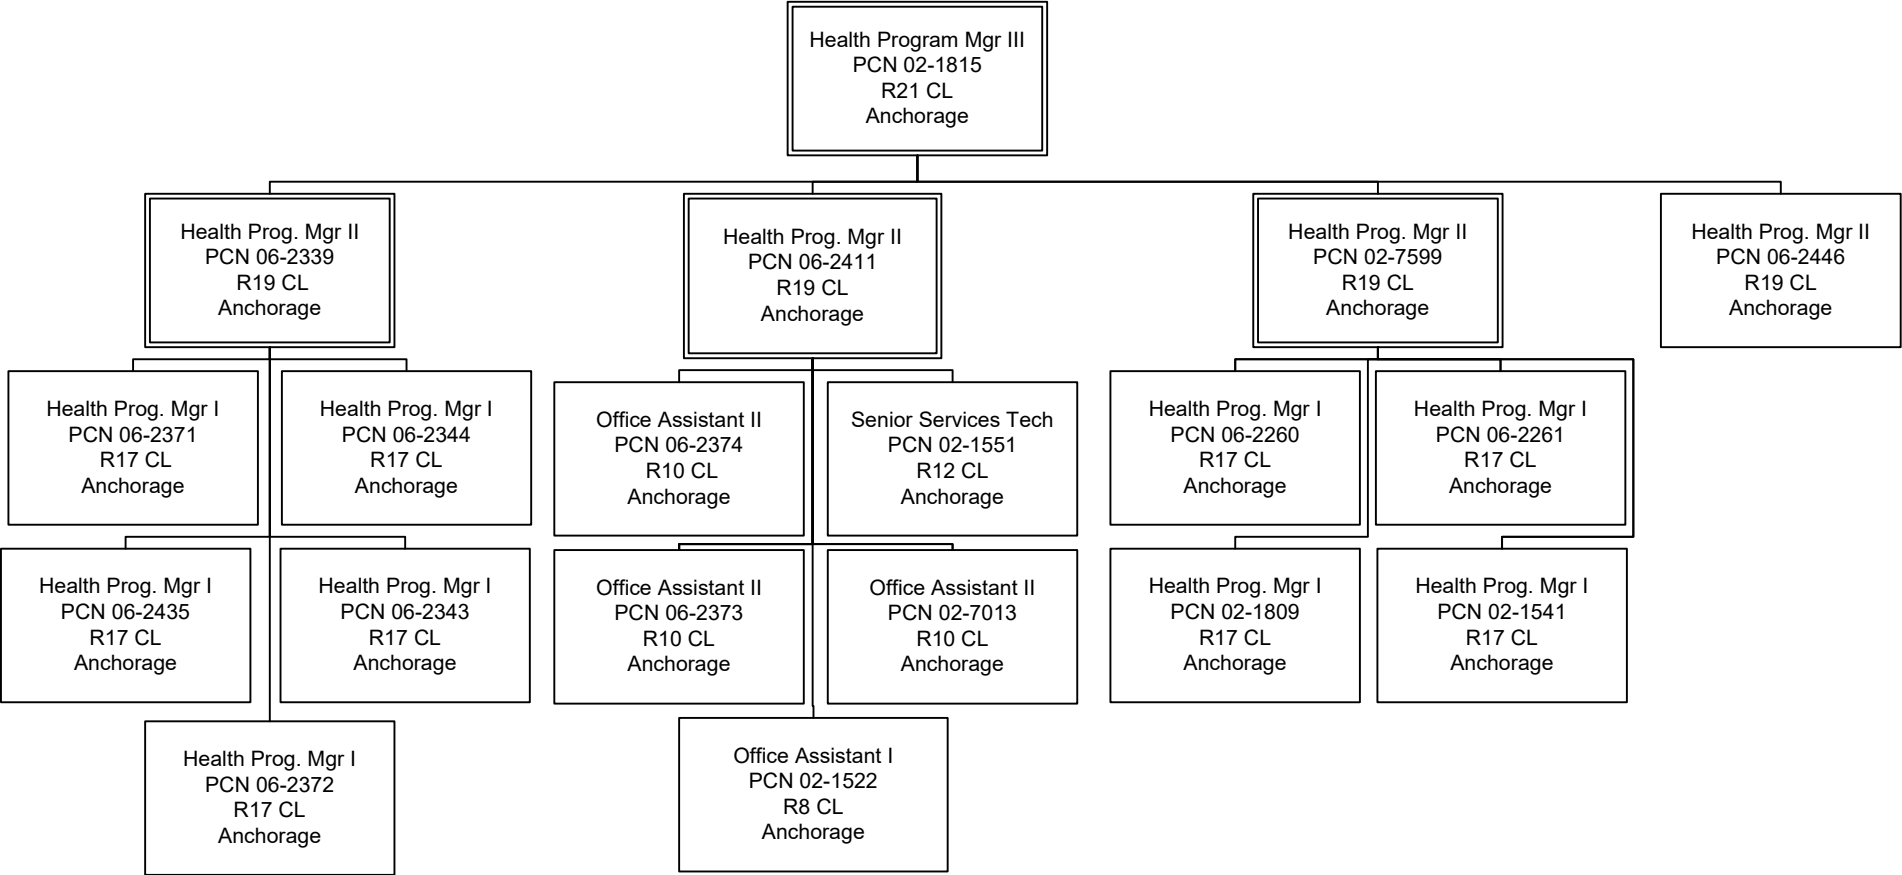 Health Program Mgr III
PCN 02-1815
R21 CL
Anchorage
Health Prog. Mgr II
PCN 06-2339
R19 CL
Anchorage
Health Prog. Mgr II
PCN 06-2411
R19 CL
Anchorage
Health Prog. Mgr II
PCN 02-7599
R19 CL
Anchorage
Health Prog. Mgr II
PCN 06-2446
R19 CL
Anchorage
Health Prog. Mgr I
PCN 06-2371
R17 CL
Anchorage
Health Prog. Mgr I
PCN 06-2344
R17 CL
Anchorage
Office Assistant II
PCN 06-2374
R10 CL
Anchorage
Senior Services Tech
PCN 02-1551
R12 CL
Anchorage
Health Prog. Mgr I
PCN 06-2260
R17 CL
Anchorage
Health Prog. Mgr I
PCN 06-2261
R17 CL
Anchorage
Health Prog. Mgr I
PCN 06-2435
R17 CL
Anchorage
Health Prog. Mgr I
PCN 06-2343
R17 CL
Anchorage
Office Assistant II
PCN 06-2373
R10 CL
Anchorage
Office Assistant II
PCN 02-7013
R10 CL
Anchorage
Health Prog. Mgr I
PCN 02-1809
R17 CL
Anchorage
Health Prog. Mgr I
PCN 02-1541
R17 CL
Anchorage
Health Prog. Mgr I
PCN 06-2372
R17 CL
Anchorage
Office Assistant I
PCN 02-1522
R8 CL
Anchorage